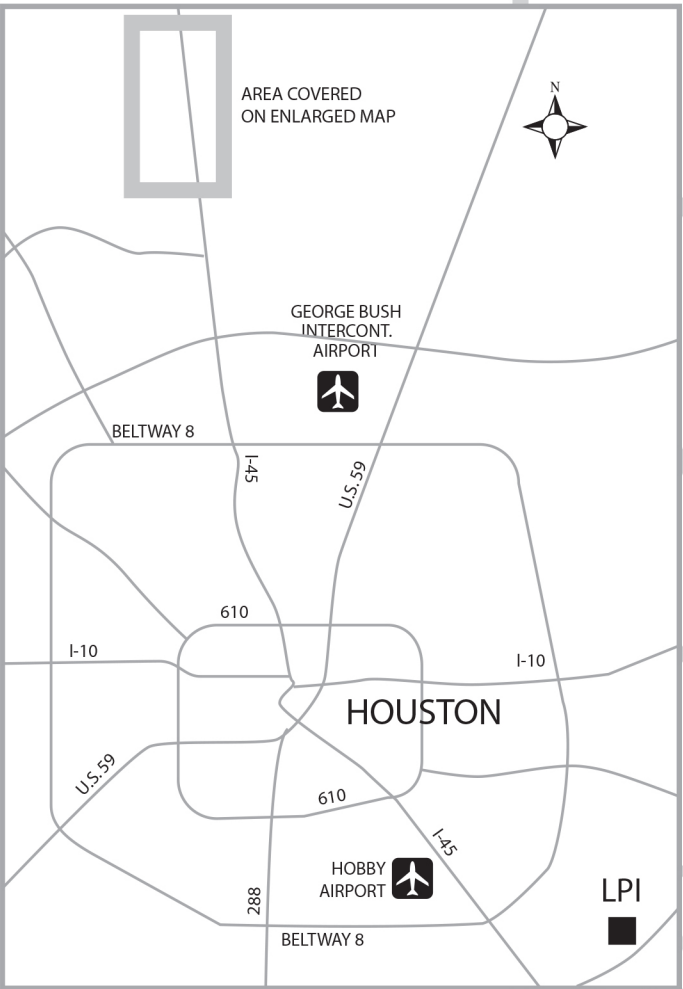 N
AREA COVERED
ON ENLARGED MAP
GEORGE BUSH
INTERCONT.
AIRPORT
BELTWAY 8
I-45
U.S. 59
610
I-10
I-10
HOUSTON
U.S. 59
610
I-45
HOBBY
AIRPORT
LPI
288
BELTWAY 8